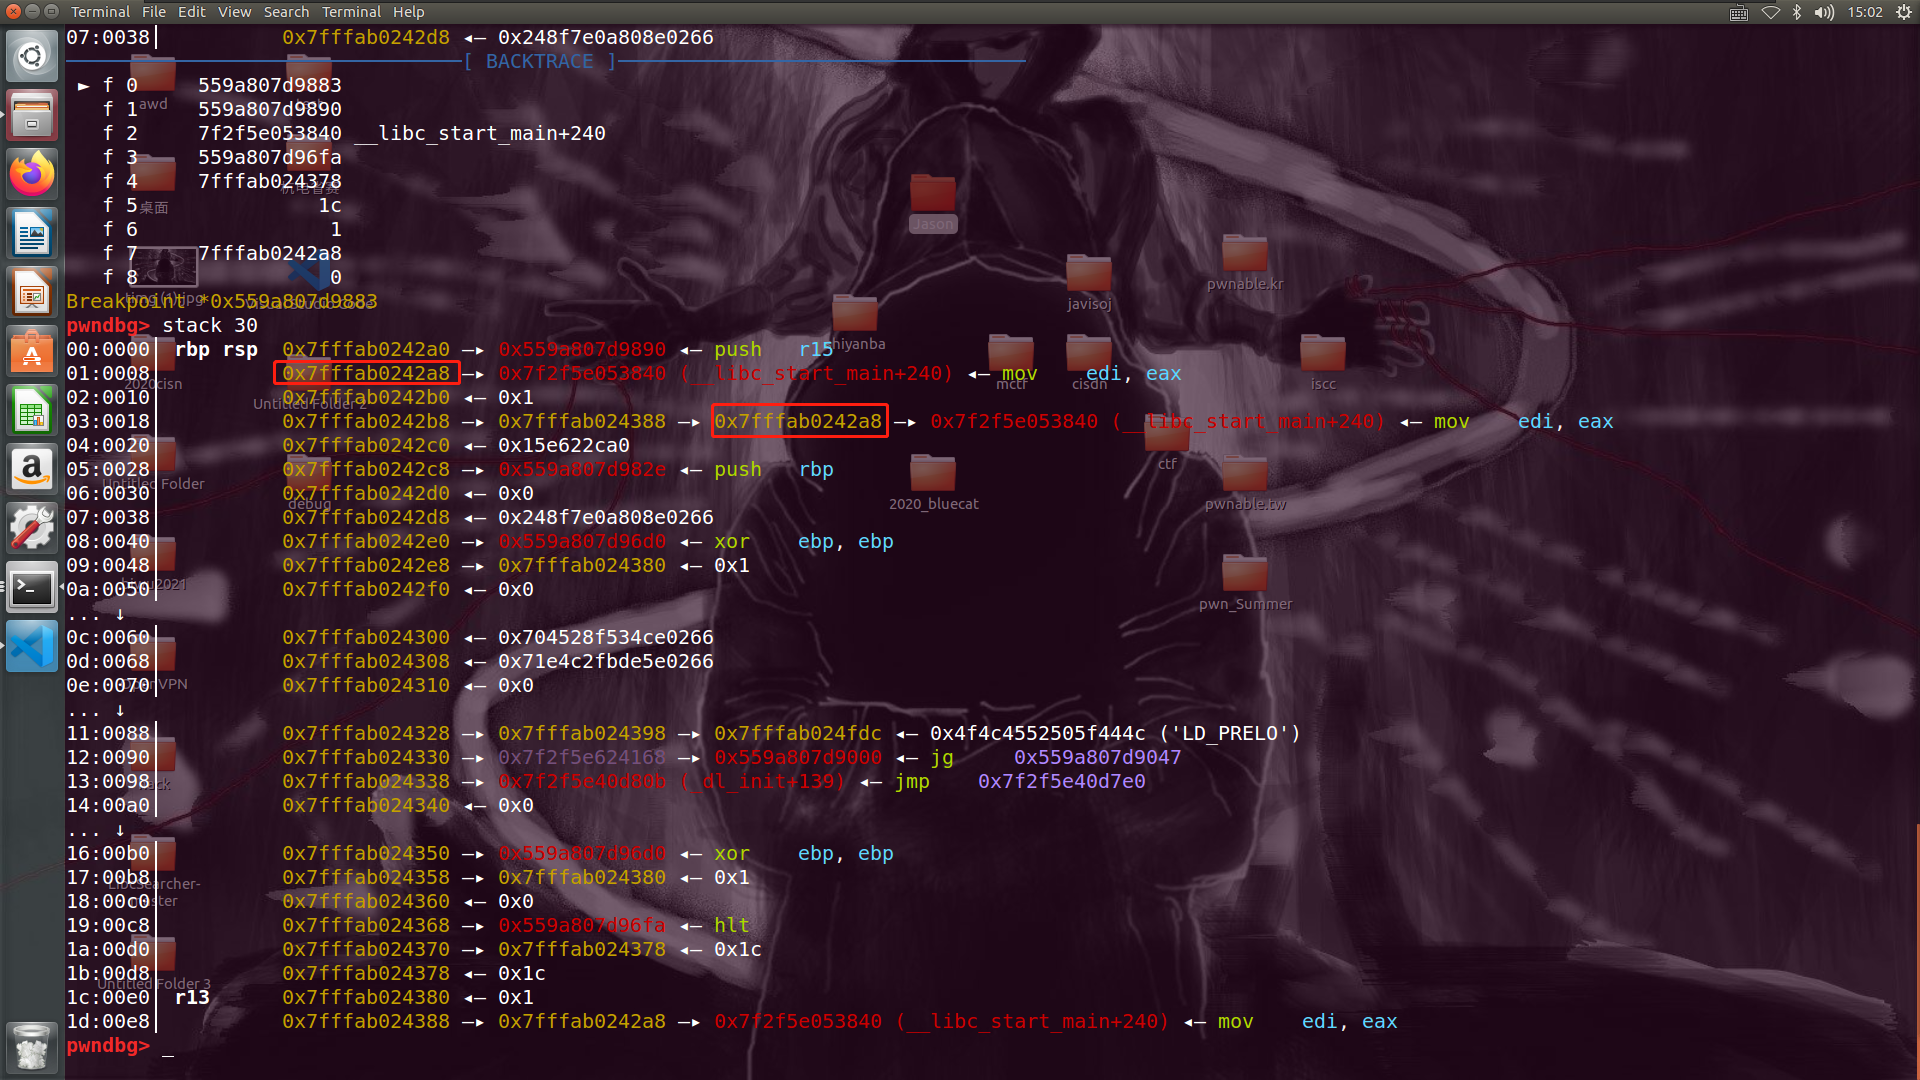 Terminal File Edit View Search Terminal Help 15:02
07:0038│ 0x7fffab0242d8 ◂— 0x248f7e0a808e0266
[ BACKTRACE ]
► f 0 559a807d9883
f 1 559a807d9890
f 2 7f2f5e053840 __libc_start_main+240
f 3 559a807d96fa
f 4 7fffab024378
f 5 1c
f 6 1
f 7 7fffab0242a8
f 8 0
Breakpoint *0x559a807d9883
pwndbg> stack 30
00:0000│ rbp rsp 0x7fffab0242a0 —▸ 0x559a807d9890 ◂— push r15
01:0008│ 0x7fffab0242a8 —▸ 0x7f2f5e053840 (__libc_start_main+240) ◂— mov edi, eax
02:0010│ 0x7fffab0242b0 ◂— 0x1
03:0018│ 0x7fffab0242b8 —▸ 0x7fffab024388 —▸ 0x7fffab0242a8 —▸ 0x7f2f5e053840 (__libc_start_main+240) ◂— mov edi, eax
04:0020│ 0x7fffab0242c0 ◂— 0x15e622ca0
05:0028│ 0x7fffab0242c8 —▸ 0x559a807d982e ◂— push rbp
06:0030│ 0x7fffab0242d0 ◂— 0x0
07:0038│ 0x7fffab0242d8 ◂— 0x248f7e0a808e0266
08:0040│ 0x7fffab0242e0 —▸ 0x559a807d96d0 ◂— xor ebp, ebp
09:0048│ 0x7fffab0242e8 —▸ 0x7fffab024380 ◂— 0x1
0a:0050│ 0x7fffab0242f0 ◂— 0x0
... ↓
0c:0060│ 0x7fffab024300 ◂— 0x704528f534ce0266
0d:0068│ 0x7fffab024308 ◂— 0x71e4c2fbde5e0266
0e:0070│ 0x7fffab024310 ◂— 0x0
... ↓
11:0088│ 0x7fffab024328 —▸ 0x7fffab024398 —▸ 0x7fffab024fdc ◂— 0x4f4c4552505f444c ('LD_PRELO')
12:0090│ 0x7fffab024330 —▸ 0x7f2f5e624168 —▸ 0x559a807d9000 ◂— jg 0x559a807d9047
13:0098│ 0x7fffab024338 —▸ 0x7f2f5e40d80b (_dl_init+139) ◂— jmp 0x7f2f5e40d7e0
14:00a0│ 0x7fffab024340 ◂— 0x0
... ↓
16:00b0│ 0x7fffab024350 —▸ 0x559a807d96d0 ◂— xor ebp, ebp
17:00b8│ 0x7fffab024358 —▸ 0x7fffab024380 ◂— 0x1
18:00c0│ 0x7fffab024360 ◂— 0x0
19:00c8│ 0x7fffab024368 —▸ 0x559a807d96fa ◂— hlt
1a:00d0│ 0x7fffab024370 —▸ 0x7fffab024378 ◂— 0x1c
1b:00d8│ 0x7fffab024378 ◂— 0x1c
1c:00e0│ r13 0x7fffab024380 ◂— 0x1
1d:00e8│ 0x7fffab024388 —▸ 0x7fffab0242a8 —▸ 0x7f2f5e053840 (__libc_start_main+240) ◂— mov edi, eax
pwndbg> _
awd
桌面
Jason
pwnable.kr
javisoj
2020cisn
mctf
cisdn
iscc
Untitled Folder 2
ctf
Untitled Folder
debug
2020_bluecat
pwnable.tw
pwn_Summer
Untitled Folder 3